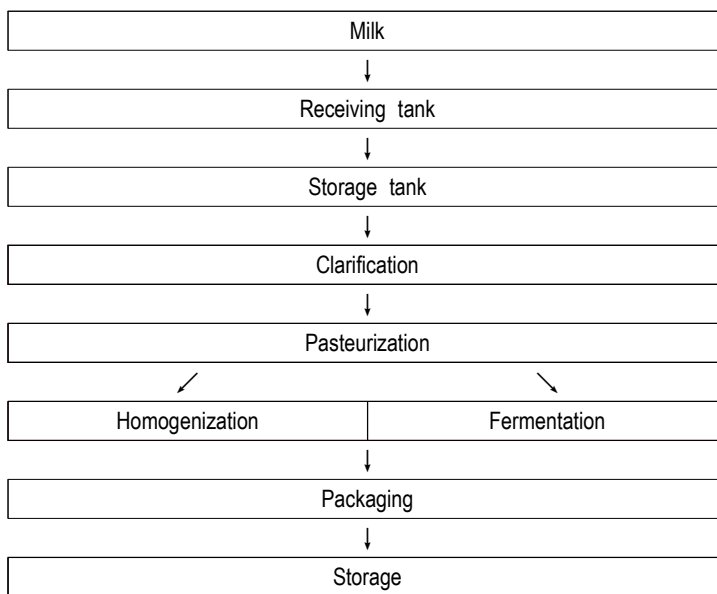 Milk
Receiving tank
Storage tank
Clarification
Pasteurization
Homogenization
Fermentation
Packaging
Storage